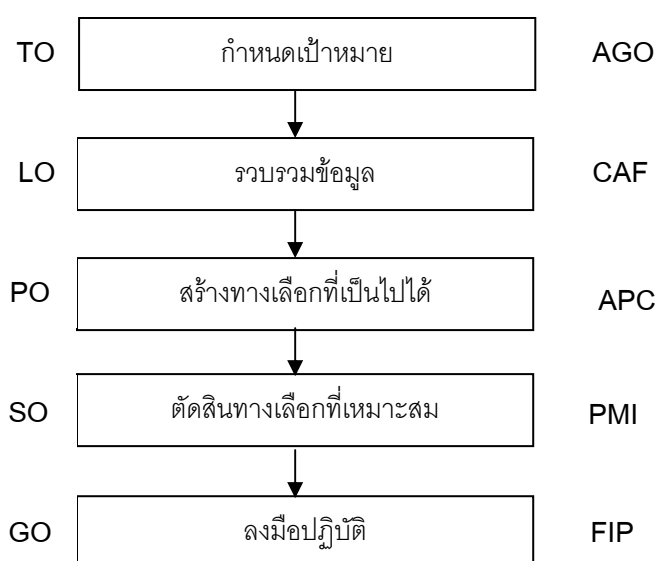 TO กำหนดเป้าหมาย AGO
LO รวบรวมข้อมูล CAF
PO สร้างทางเลือกที่เป็นไปได้ APC
SO ตัดสินทางเลือกที่เหมาะสม PMI
GO ลงมือปฏิบัติ FIP